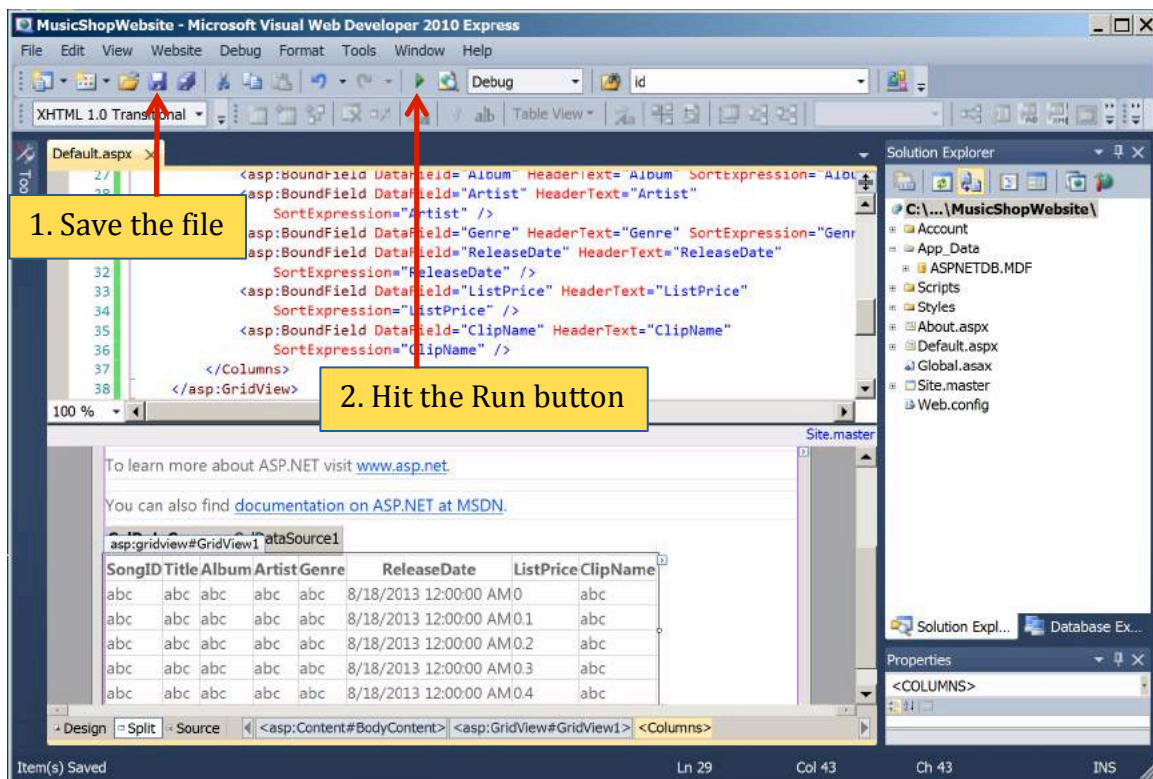 MusicShopWebsite - Microsoft Visual Web Developer 2010 Express
File Edit View Website Debug Format Tools Window Help
Debug id
XHTML 1.0 Transitional Table View
Default.aspx
27 <asp:BoundField DataField="Album" HeaderText="Album" SortExpression="Albu
28 <asp:BoundField DataField="Artist" HeaderText="Artist"
SortExpression="Artist" />
asp:BoundField DataField="Genre" HeaderText="Genre" SortExpression="Genr
asp:BoundField DataField="ReleaseDate" HeaderText="ReleaseDate"
32 SortExpression="ReleaseDate" />
33 <asp:BoundField DataField="ListPrice" HeaderText="ListPrice"
34 SortExpression="ListPrice" />
35 <asp:BoundField DataField="ClipName" HeaderText="ClipName"
36 SortExpression="ClipName" />
37 </Columns>
38 </asp:GridView>
1. Save the file
2. Hit the Run button
100 %
Site.master
To learn more about ASP.NET visit www.asp.net.
You can also find documentation on ASP.NET at MSDN.
asp:gridview#GridView1 ataSource1
SongID Title Album Artist Genre ReleaseDate ListPrice ClipName
abc abc abc abc abc 8/18/2013 12:00:00 AM 0 abc
abc abc abc abc abc 8/18/2013 12:00:00 AM 0.1 abc
abc abc abc abc abc 8/18/2013 12:00:00 AM 0.2 abc
abc abc abc abc abc 8/18/2013 12:00:00 AM 0.3 abc
abc abc abc abc abc 8/18/2013 12:00:00 AM 0.4 abc
Design Split Source <asp:Content#BodyContent> <asp:GridView#GridView1> <Columns>
Solution Explorer
C:\...\MusicShopWebsite\
Account
App_Data
ASPNETDB.MDF
Scripts
Styles
About.aspx
Default.aspx
Global.asax
Site.master
Web.config
Solution Expl... Database Ex...
Properties
<COLUMNS>
Item(s) Saved Ln 29 Col 43 Ch 43 INS